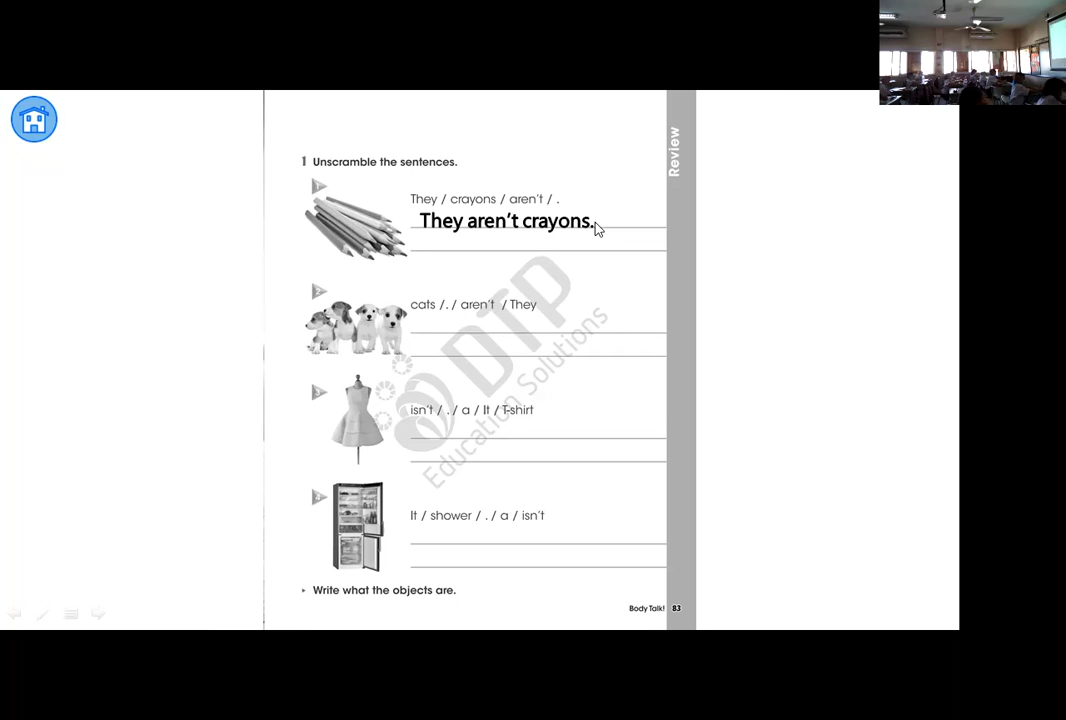 Review
1 Unscramble the sentences.
1
They / crayons / aren't / .
They aren't crayons.
2
cats / . / aren't / They
3
isn't / . / a / It / T-shirt
4
It / shower / . / a / isn't
DTP
Education Solutions
Write what the objects are.
Body Talk! 83